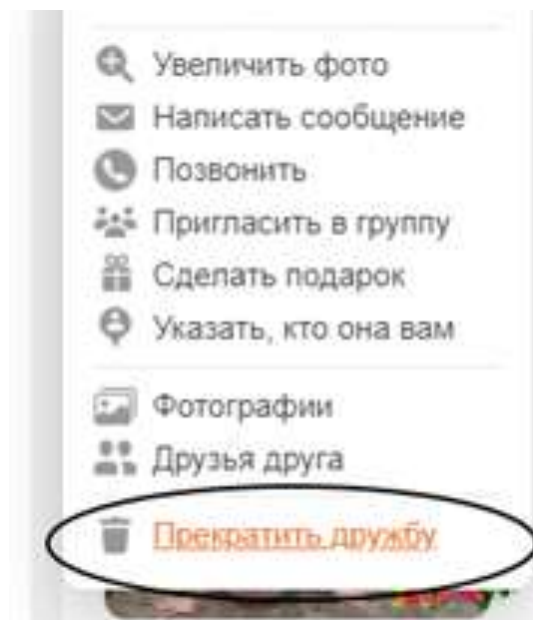 Увеличить фото
Написать сообщение
Позвонить
Пригласить в группу
Сделать подарок
Указать, кто она вам
Фотографии
Друзья друга
Прекратить дружбу